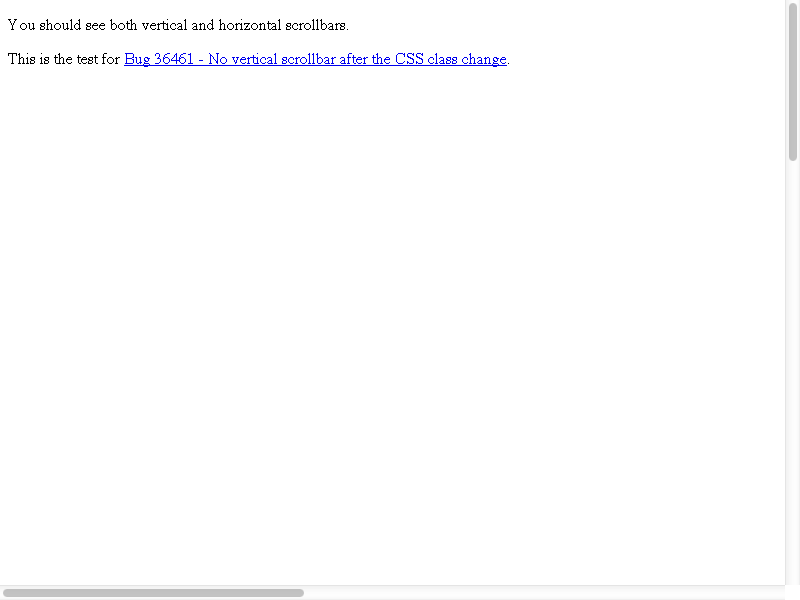 You should see both vertical and horizontal scrollbars.
This is the test for Bug 36461 - No vertical scrollbar after the CSS class change.